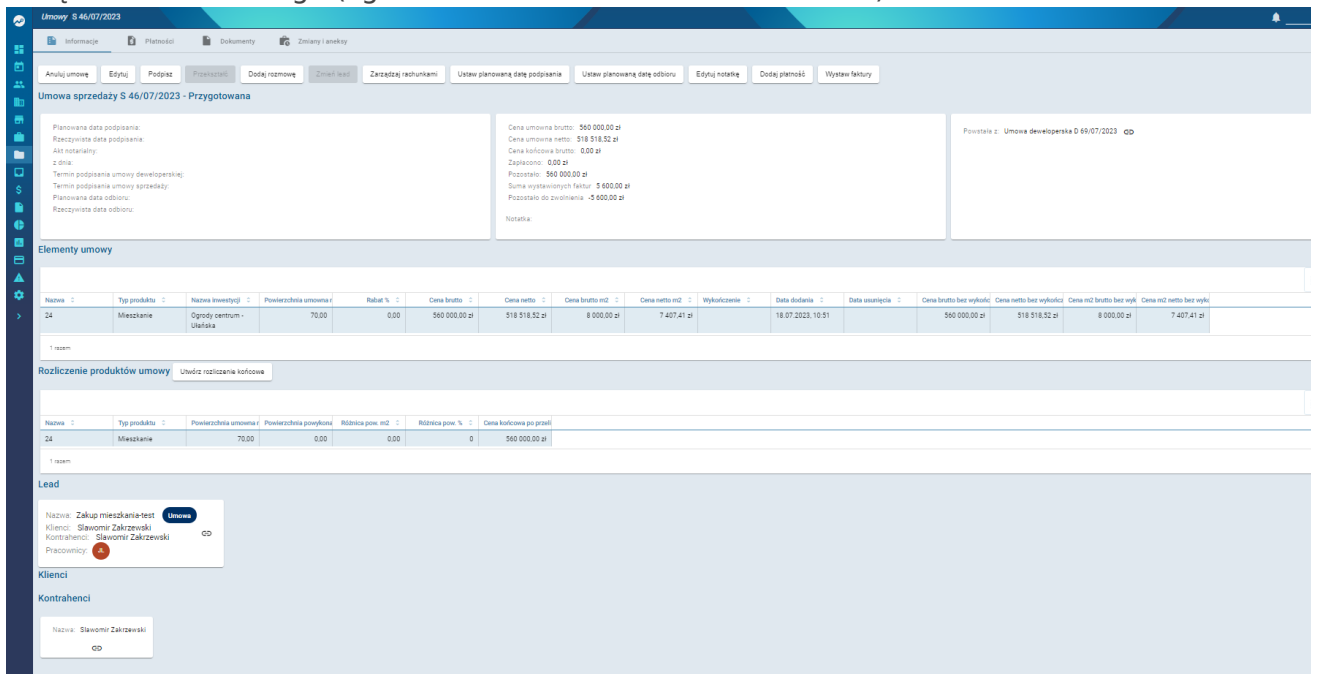 Umowy S 46/07/2023
Informacje Płatności Dokumenty Zmiany i aneksy
Anuluj umowę Edytuj Podpisz Przekształć Dodaj rozmowę Zmień lead Zarządzaj rachunkami Ustaw planowaną datę podpisania Ustaw planowaną datę odbioru Edytuj notatkę Dodaj płatność Wystaw faktury
Umowa sprzedaży S 46/07/2023 - Przygotowana
Planowana data podpisania:
Rzeczywista data podpisania:
Akt notarialny:
z dnia:
Termin podpisania umowy deweloperskiej:
Termin podpisania umowy sprzedaży:
Planowana data odbioru:
Rzeczywista data odbioru:
Cena umowna brutto: 560 000,00 zł
Cena umowna netto: 518 518,52 zł
Cena końcowa brutto: 0,00 zł
Zapłacono: 0,00 zł
Pozostało: 560 000,00 zł
Suma wystawionych faktur 5 600,00 zł
Pozostało do zwolnienia -5 600,00 zł
Notatka:
Powstała z: Umowa deweloperska D 69/07/2023
Elementy umowy
Nazwa Typ produktu Nazwa inwestycji Powierzchnia umowna r Rabat % Cena brutto Cena netto Cena brutto m2 Cena netto m2 Wykończenie Data dodania Data usunięcia Cena brutto bez wykońc Cena netto bez wykończ Cena m2 brutto bez wyk Cena m2 netto bez wyko
24 Mieszkanie Ogrody centrum - Ułańska 70,00 0,00 560 000,00 zł 518 518,52 zł 8 000,00 zł 7 407,41 zł 18.07.2023, 10:51 560 000,00 zł 518 518,52 zł 8 000,00 zł 7 407,41 zł
1 razem
Rozliczenie produktów umowy Utwórz rozliczenie końcowe
Nazwa Typ produktu Powierzchnia umowna r Powierzchnia powykona Różnica pow. m2 Różnica pow. % Cena końcowa po przeli
24 Mieszkanie 70,00 0,00 0,00 0 560 000,00 zł
1 razem
Lead
Nazwa: Zakup mieszkania-test Umowa
Klienci: Slawomir Zakrzewski
Kontrahenci: Slawomir Zakrzewski
Pracownicy:
Klienci
Kontrahenci
Nazwa: Slawomir Zakrzewski